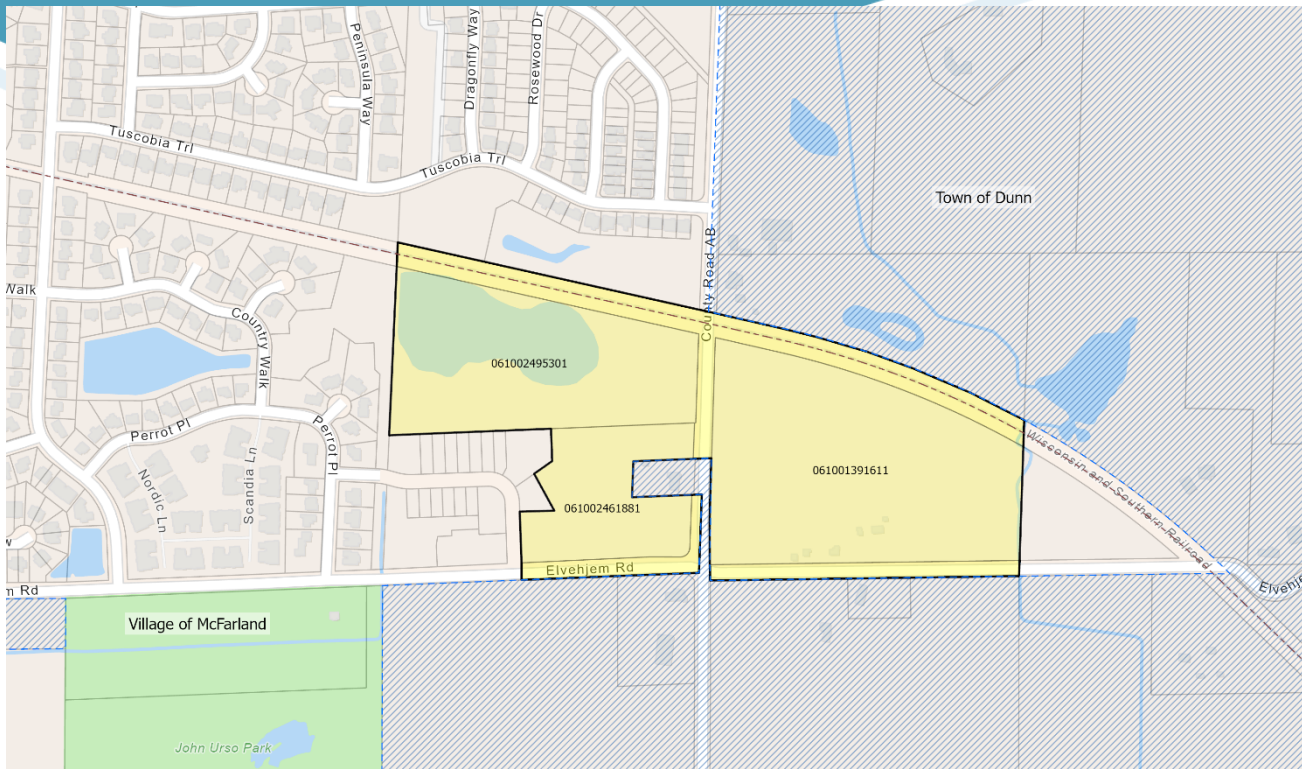 Peninsula Way
Dragonfly Way
Rosewood Dr
Tuscobia Trl
Tuscobia Trl
Town of Dunn
County Road AB
Walk
Country Walk
061002495301
Perrot Pl
Perrot Pl
Nordic Ln
Scandia Ln
061001391611
Wisconsin and Southern Railroad
061002461881
Elvehjem Rd
Elvehje
m Rd
w
Village of McFarland
John Urso Park